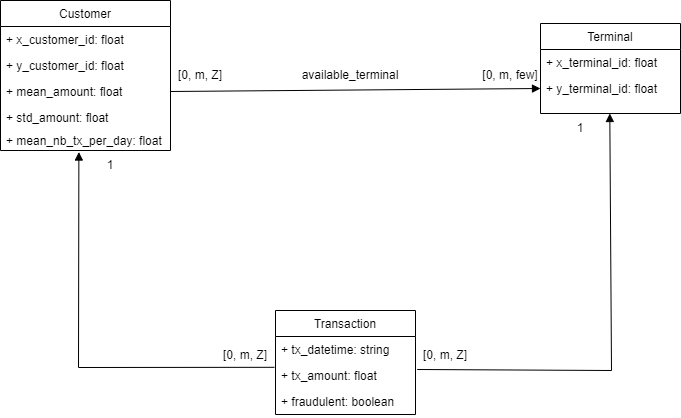 Customer
+ x_customer_id: float
+ y_customer_id: float
+ mean_amount: float
+ std_amount: float
+ mean_nb_tx_per_day: float
[0, m, Z]
available_terminal
[0, m, few]
Terminal
+ x_terminal_id: float
+ y_terminal_id: float
1
1
Transaction
+ tx_datetime: string
+ tx_amount: float
+ fraudulent: boolean
[0, m, Z]
[0, m, Z]